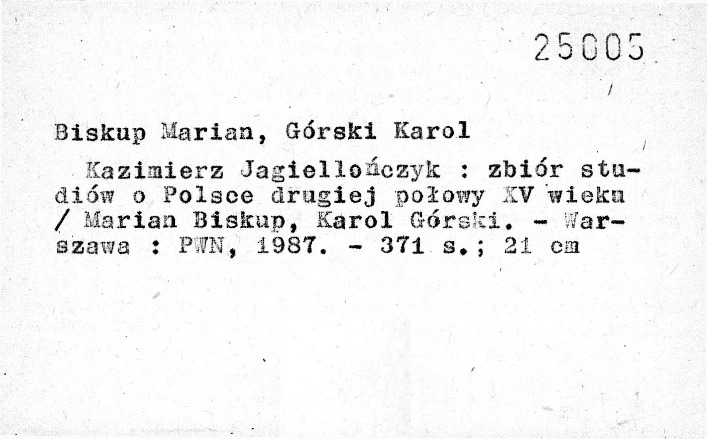 25005
Biskup Marian, Górski Karol
Kazimierz Jagiellończyk : zbiór stu-
diów o Polsce drugiej połowy XV wieku
/ Marian Biskup, Karol Górski. - War-
szawa : PWN, 1987. - 371 s.; 21 cm